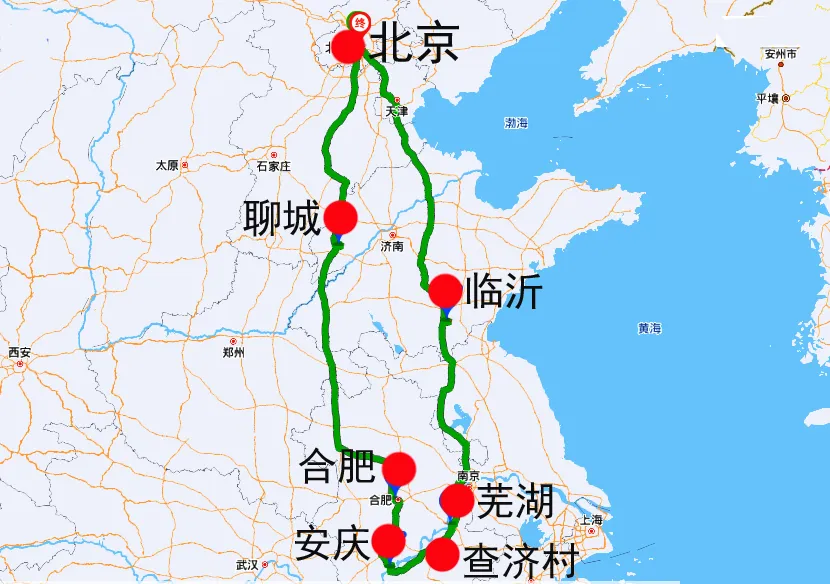 终
北京
安州市
平壤
天津
渤海
太原
石家庄
聊城
济南
临沂
黄海
西安
郑州
合肥
南京
合肥
芜湖
上海
安庆
查济村
武汉